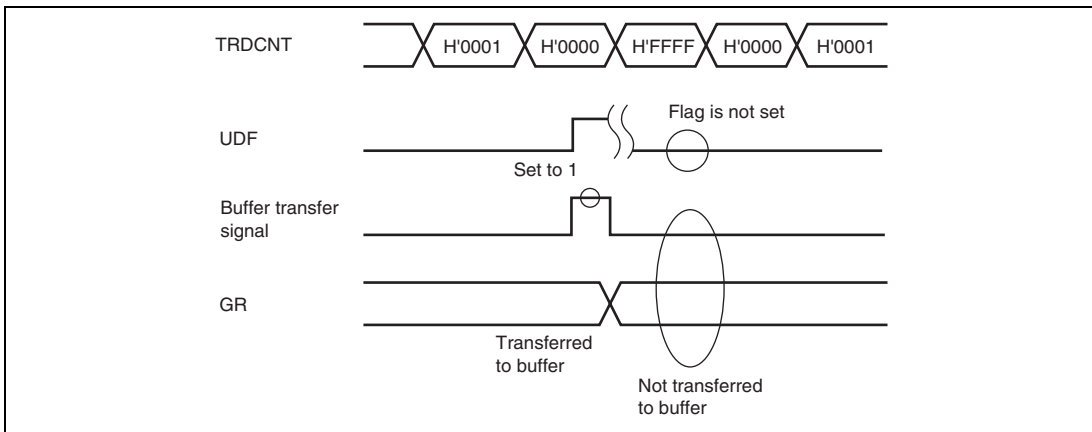 TRDCNT
H'0001 H'0000 H'FFFF H'0000 H'0001
Flag is not set
UDF
Set to 1
Buffer transfer
signal
GR
Transferred
to buffer
Not transferred
to buffer